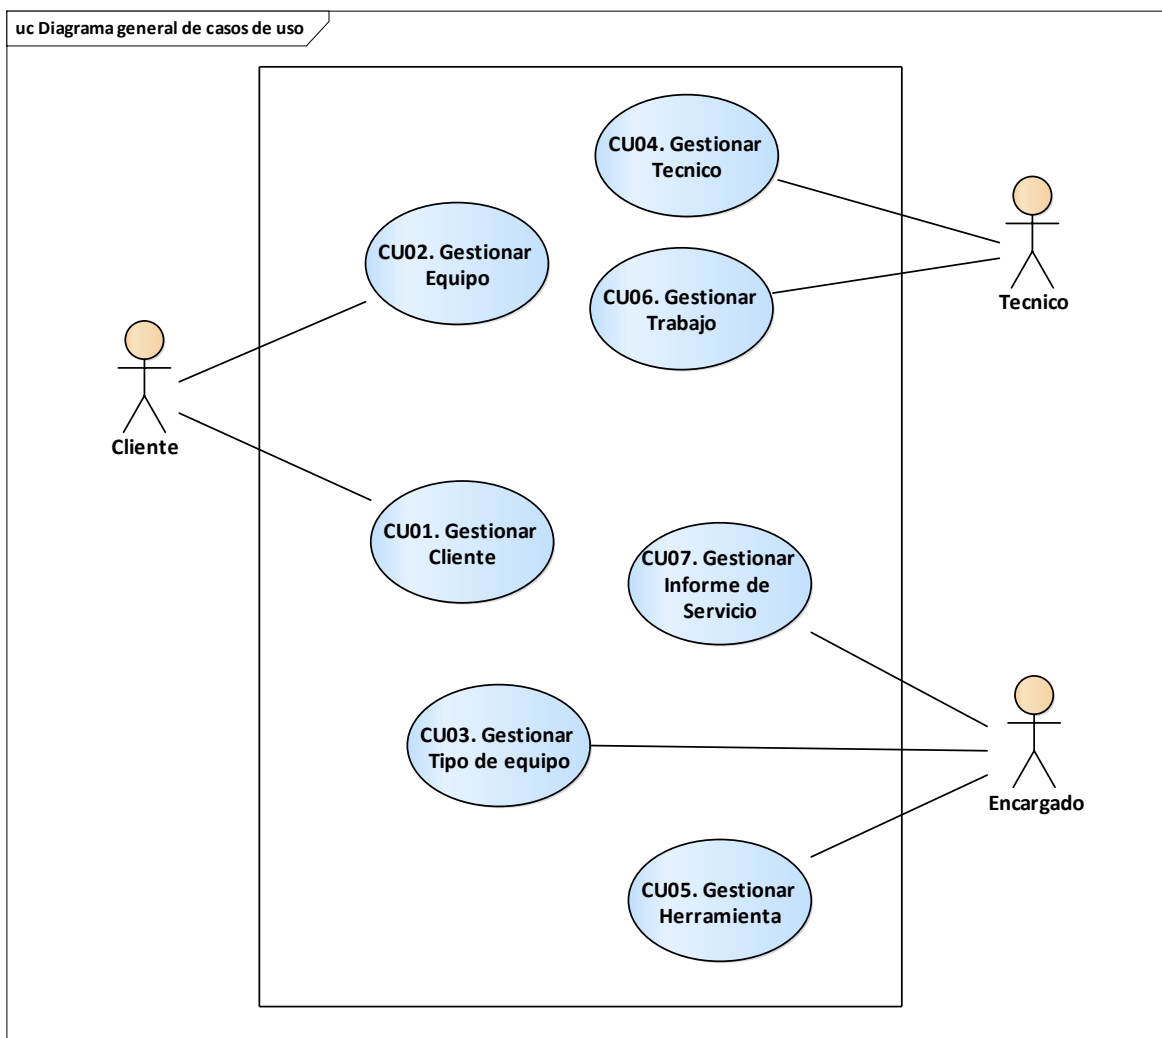 uc Diagrama general de casos de uso
CU04. Gestionar
Tecnico
CU02. Gestionar
Equipo
CU06. Gestionar
Trabajo
Tecnico
Cliente
CU01. Gestionar
Cliente
CU07. Gestionar
Informe de
Servicio
CU03. Gestionar
Tipo de equipo
Encargado
CU05. Gestionar
Herramienta